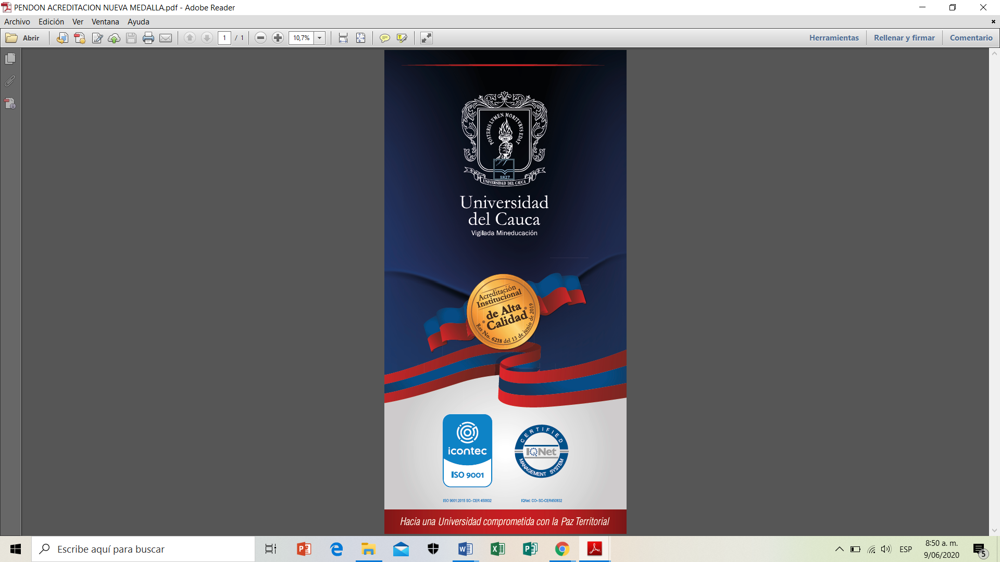 PENDON ACREDITACION NUEVA MEDALLA.pdf - Adobe Reader
Archivo Edición Ver Ventana Ayuda
Abrir
1 / 1
10,7%
Herramientas
Rellenar y firmar
Comentario
POSTERIS LVMEN MORITVRVS EDAT
1827
UNIVERSIDAD DEL CAUCA
Universidad
del Cauca
Vigilada Mineducación
Acreditación
Institucional
de Alta
Calidad
Res No. 6218 del 13 de junio de 2019
icontec
ISO 9001
CERTIFIED
IQNet
MANAGEMENT SYSTEM
ISO 9001:2015 SC- CER 450832
IQNet: CO-SC-CER450832
Hacia una Universidad comprometida con la Paz Territorial
Escribe aquí para buscar
ESP
8:50 a. m.
9/06/2020
5